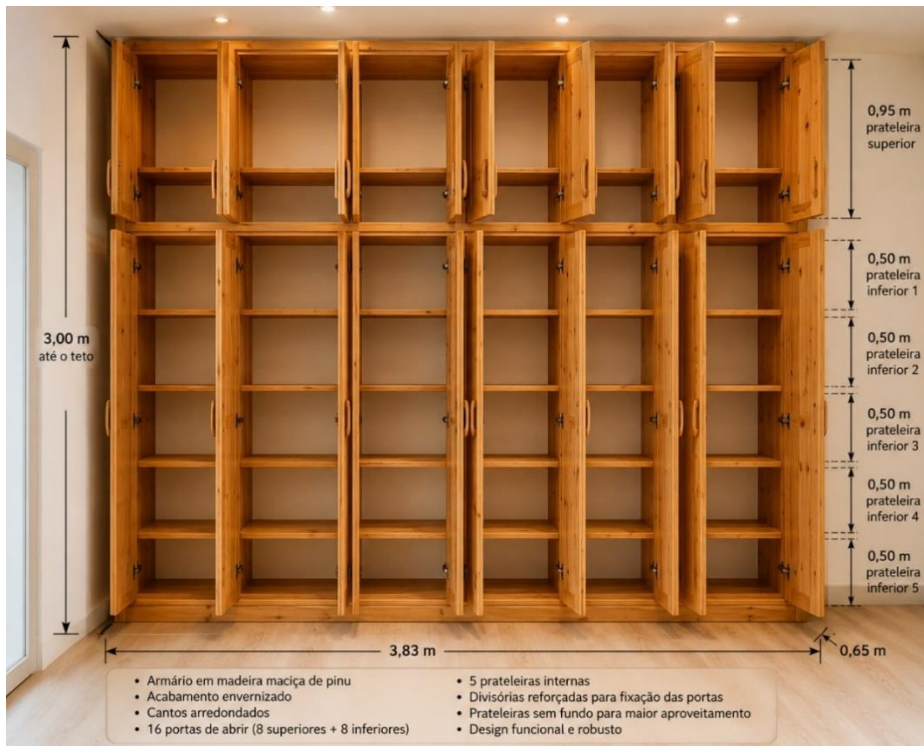 0,95 m
prateleira
superior
0,50 m
prateleira
inferior 1
0,50 m
prateleira
inferior 2
3,00 m
até o teto
0,50 m
prateleira
inferior 3
0,50 m
prateleira
inferior 4
0,50 m
prateleira
inferior 5
3,83 m
0,65 m
• Armário em madeira maciça de pinu
• Acabamento envernizado
• Cantos arredondados
• 16 portas de abrir (8 superiores + 8 inferiores)
• 5 prateleiras internas
• Divisórias reforçadas para fixação das portas
• Prateleiras sem fundo para maior aproveitamento
• Design funcional e robusto